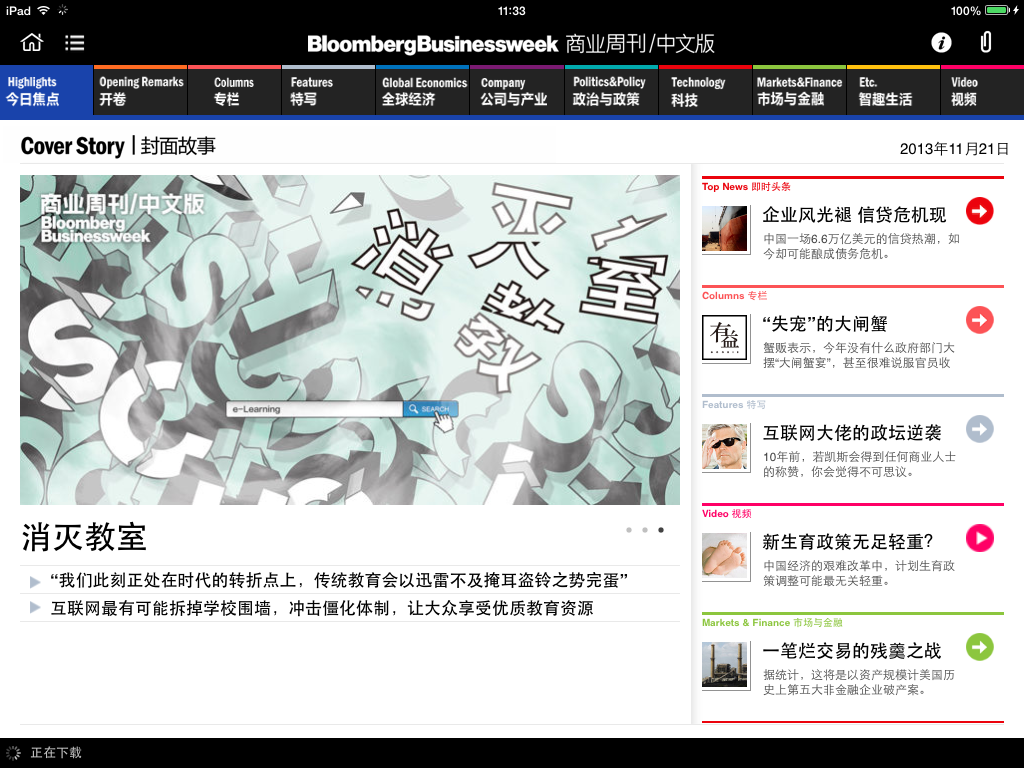 iPad
11:33
100%
BloombergBusinessweek 商业周刊/中文版
Highlights
今日焦点
Opening Remarks
开卷
Columns
专栏
Features
特写
Global Economics
全球经济
Company
公司与产业
Politics&Policy
政治与政策
Technology
科技
Markets&Finance
市场与金融
Etc.
智趣生活
Video
视频
Cover Story | 封面故事
2013年11月21日
商业周刊/中文版
Bloomberg
Businessweek
消灭教室
e-Learning
SEARCH
消灭教室
“我们此刻正处在时代的转折点上，传统教育会以迅雷不及掩耳盗铃之势完蛋”
互联网最有可能拆掉学校围墙，冲击僵化体制，让大众享受优质教育资源
Top News 即时头条
企业风光褪 信贷危机现
中国一场6.6万亿美元的信贷热潮，如
今却可能酿成债务危机。
Columns 专栏
有益
“失宠”的大闸蟹
蟹贩表示，今年没有什么政府部门大
摆“大闸蟹宴”，甚至很难说服官员收
Features 特写
互联网大佬的政坛逆袭
10年前，若凯斯会得到任何商业人士
的称赞，你会觉得不可思议。
Video 视频
新生育政策无足轻重?
中国经济的艰难改革中，计划生育政
策调整可能最无关轻重。
Markets & Finance 市场与金融
一笔烂交易的残羹之战
据统计，这将是以资产规模计美国历
史上第五大非金融企业破产案。
正在下载